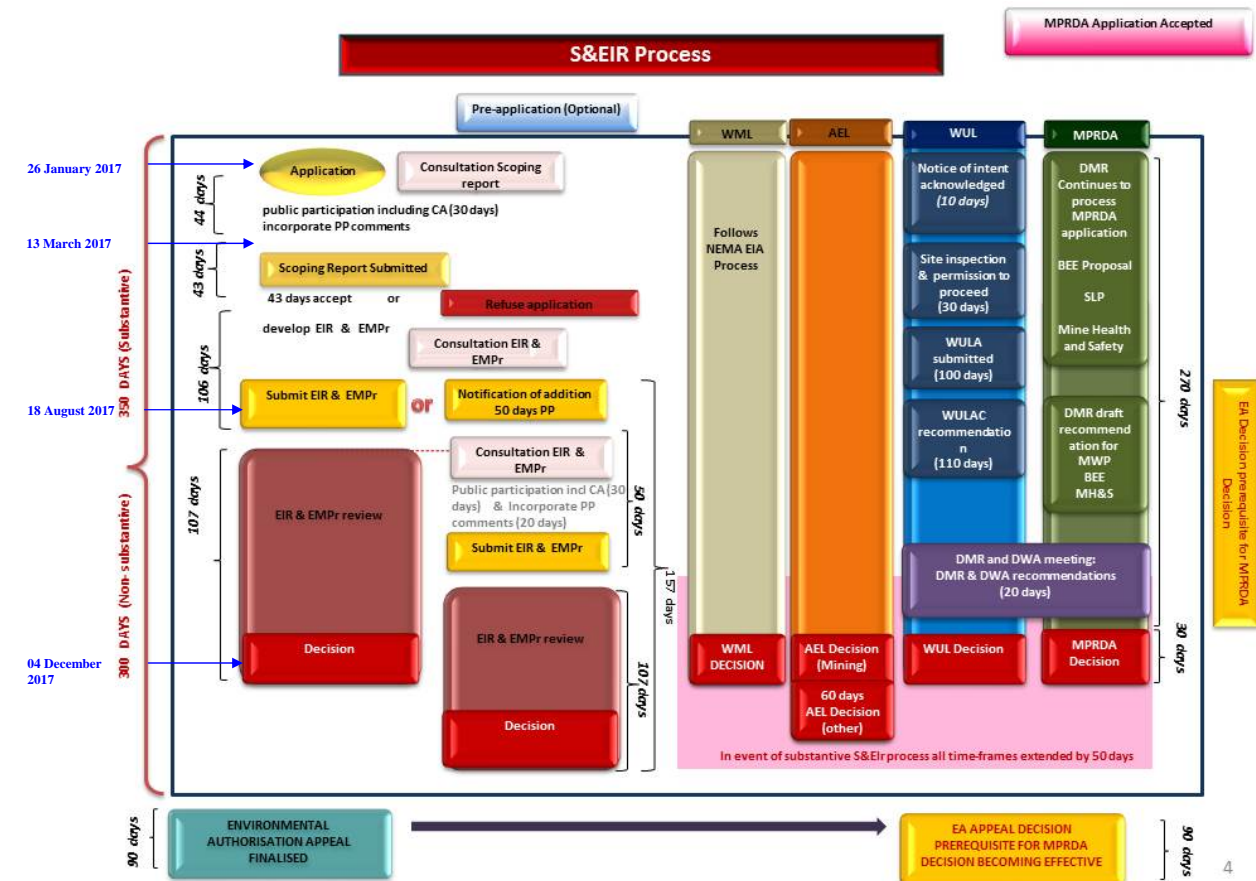 MPRDA Application Accepted
S&EIR Process
Pre-application (Optional)
WML
AEL
WUL
MPRDA
26 January 2017
13 March 2017
18 August 2017
04 December
2017
350 DAYS (Substantive)
300 DAYS (Non- substantive)
44 days
43 days
106 days
107 days
Application
Consultation Scoping
report
public participation including CA (30 days)
incorporate PP comments
Scoping Report Submitted
43 days accept or
Refuse application
develop EIR & EMPr
Consultation EIR &
EMPr
Submit EIR & EMPr
or
Notification of addition
50 days PP
Consultation EIR &
EMPr
Public participation incl CA (30
days) & Incorporate PP
comments (20 days)
Submit EIR & EMPr
50 days
157 days
EIR & EMPr review
Decision
EIR & EMPr review
Decision
107 days
Follows
NEMA EIA
Process
WML
DECISION
AEL Decision
(Mining)
60 days
AEL Decision
(other)
Notice of intent
acknowledged
(10 days)
Site inspection
& permission to
proceed
(30 days)
WULA
submitted
(100 days)
WULAC
recommendatio
n
(110 days)
DMR
Continues to
process
MPRDA
application
BEE Proposal
SLP
Mine Health
and Safety
DMR draft
recommend
ation for
MWP
BEE
MH&S
DMR and DWA meeting:
DMR & DWA recommendations
(20 days)
WUL Decision
MPRDA
Decision
270 days
30 days
EA Decision prerequisite for MPRDA
Decision
In event of substantive S&EIr process all time-frames extended by 50 days
90 days
ENVIRONMENTAL
AUTHORISATION APPEAL
FINALISED
EA APPEAL DECISION
PREREQUISITE FOR MPRDA
DECISION BECOMING EFFECTIVE
90 days
4